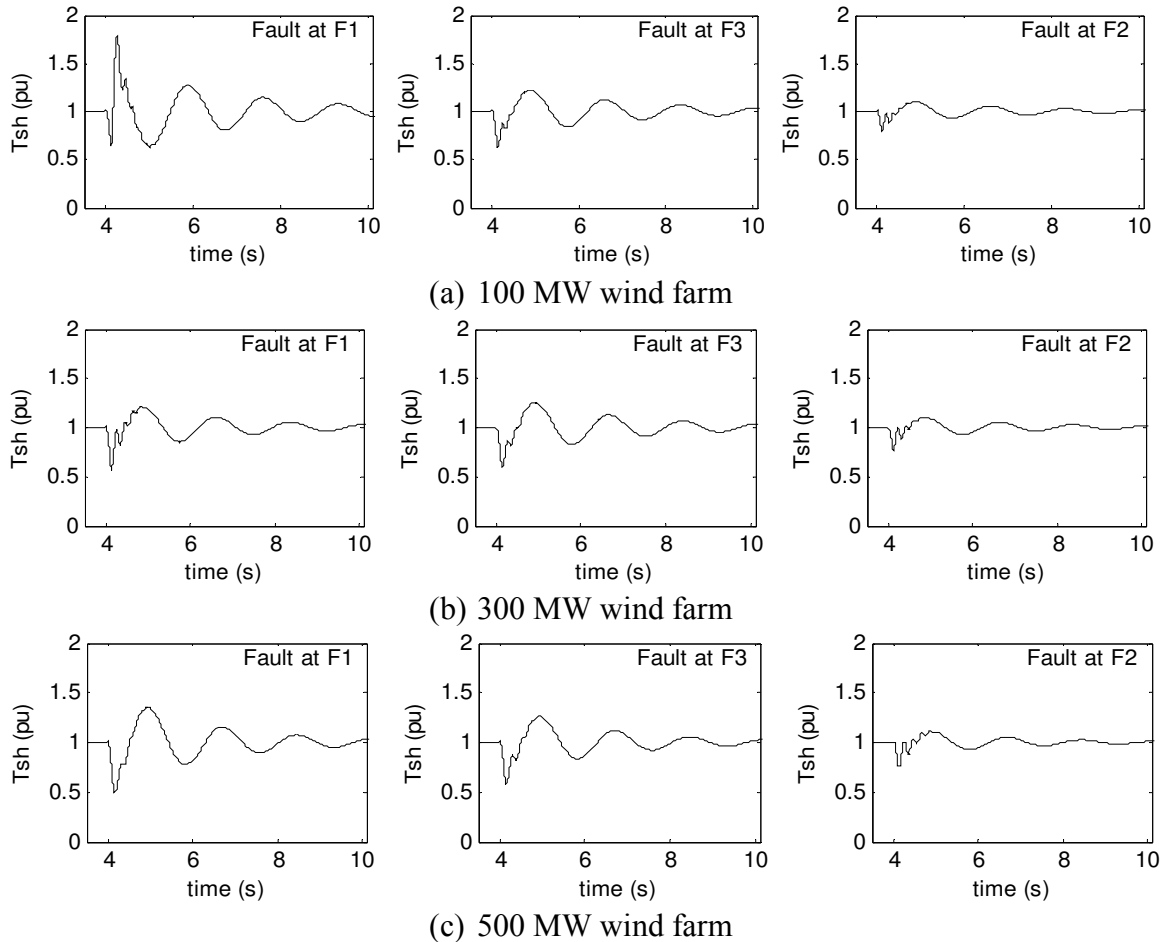 2
1.5
1
0.5
0
Tsh (pu)
Fault at F1
4 6 8 10
time (s)
2
1.5
1
0.5
0
Tsh (pu)
Fault at F3
4 6 8 10
time (s)
2
1.5
1
0.5
0
Tsh (pu)
Fault at F2
4 6 8 10
time (s)
(a) 100 MW wind farm
2
1.5
1
0.5
0
Tsh (pu)
Fault at F1
4 6 8 10
time (s)
2
1.5
1
0.5
0
Tsh (pu)
Fault at F3
4 6 8 10
time (s)
2
1.5
1
0.5
0
Tsh (pu)
Fault at F2
4 6 8 10
time (s)
(b) 300 MW wind farm
2
1.5
1
0.5
0
Tsh (pu)
Fault at F1
4 6 8 10
time (s)
2
1.5
1
0.5
0
Tsh (pu)
Fault at F3
4 6 8 10
time (s)
2
1.5
1
0.5
0
Tsh (pu)
Fault at F2
4 6 8 10
time (s)
(c) 500 MW wind farm